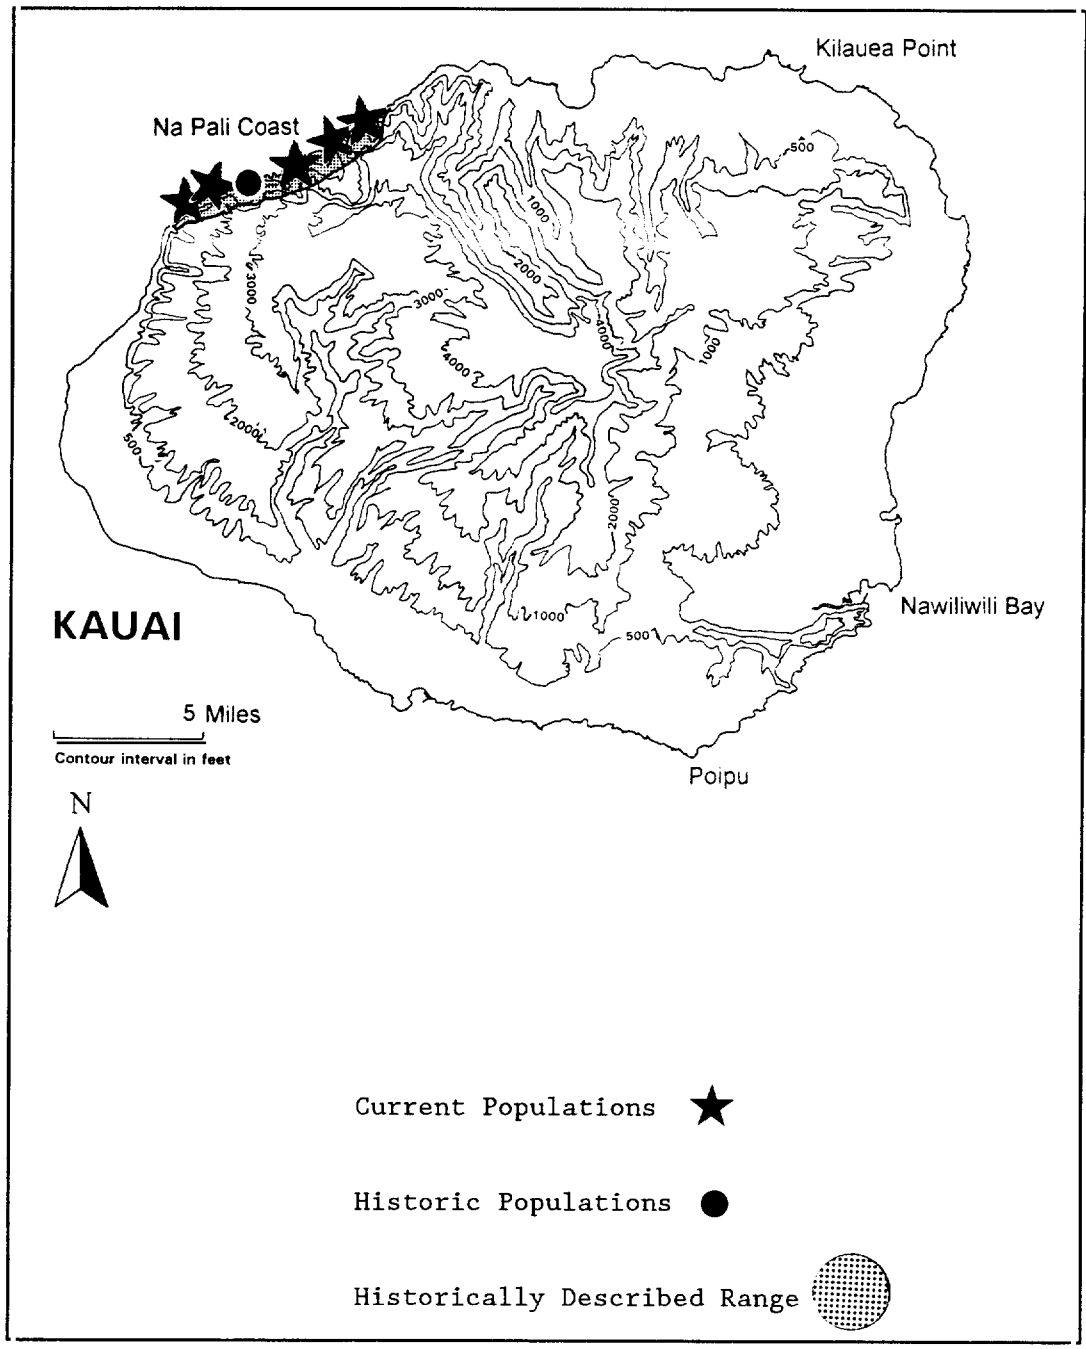 Kilauea Point
Na Pali Coast
500
1000
2000
3000
3000
4000
4000
1000
2000
500
2000
1000
500
Nawiliwili Bay
KAUAI
5 Miles
Contour interval in feet
Poipu
N
Current Populations
Historic Populations
Historically Described Range